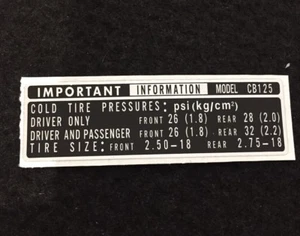 IMPORTANT INFORMATION MODEL CB125
COLD TIRE PRESSURES: psi(kg/cm²)
DRIVER ONLY FRONT 26 (1.8) REAR 28 (2.0)
DRIVER AND PASSENGER FRONT 26 (1.8) REAR 32 (2.2)
TIRE SIZE: FRONT 2.50-18 REAR 2.75-18